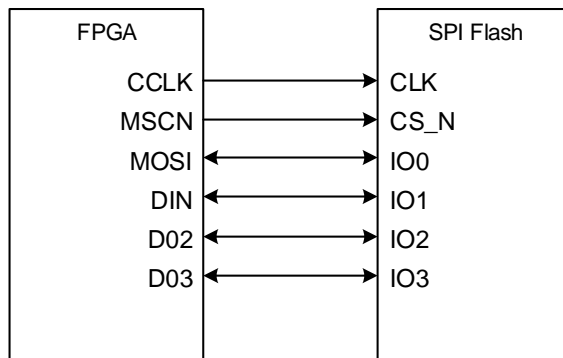 FPGA SPI Flash
CCLK CLK
MSCN CS_N
MOSI IO0
DIN IO1
D02 IO2
D03 IO3